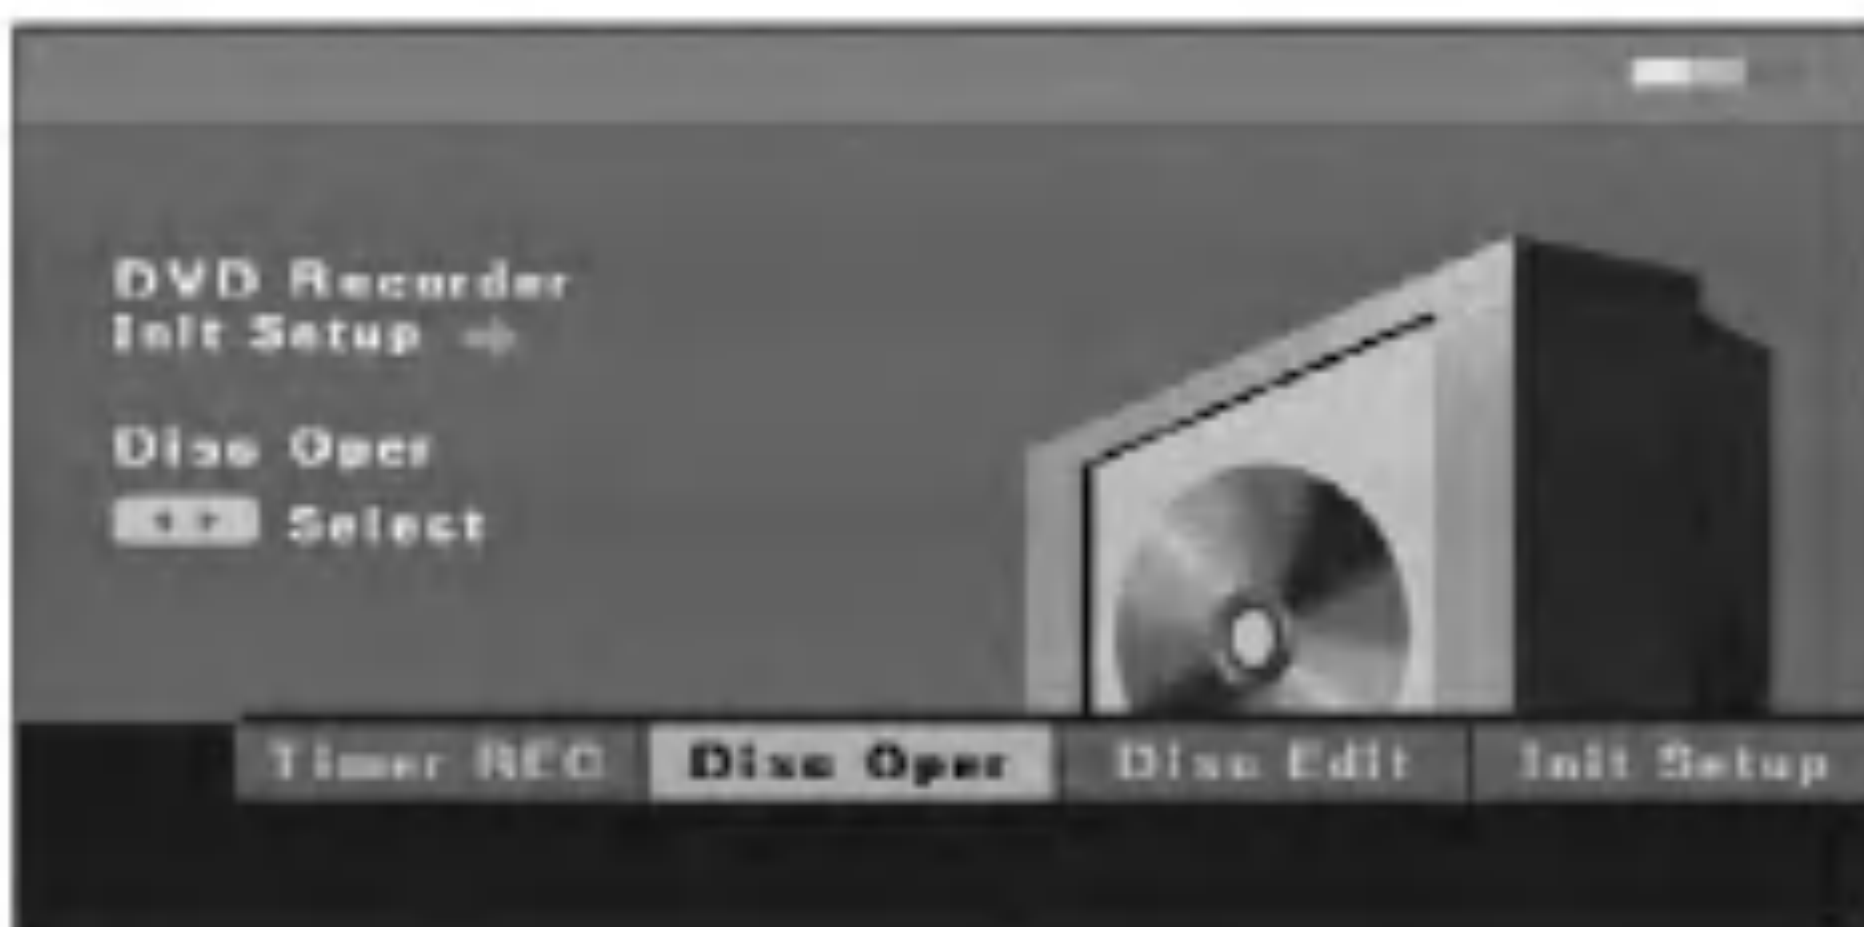 DVD Recorder
Init Setup
Disc Oper
Select
Timer REC Disc Oper Disc Edit Init Setup